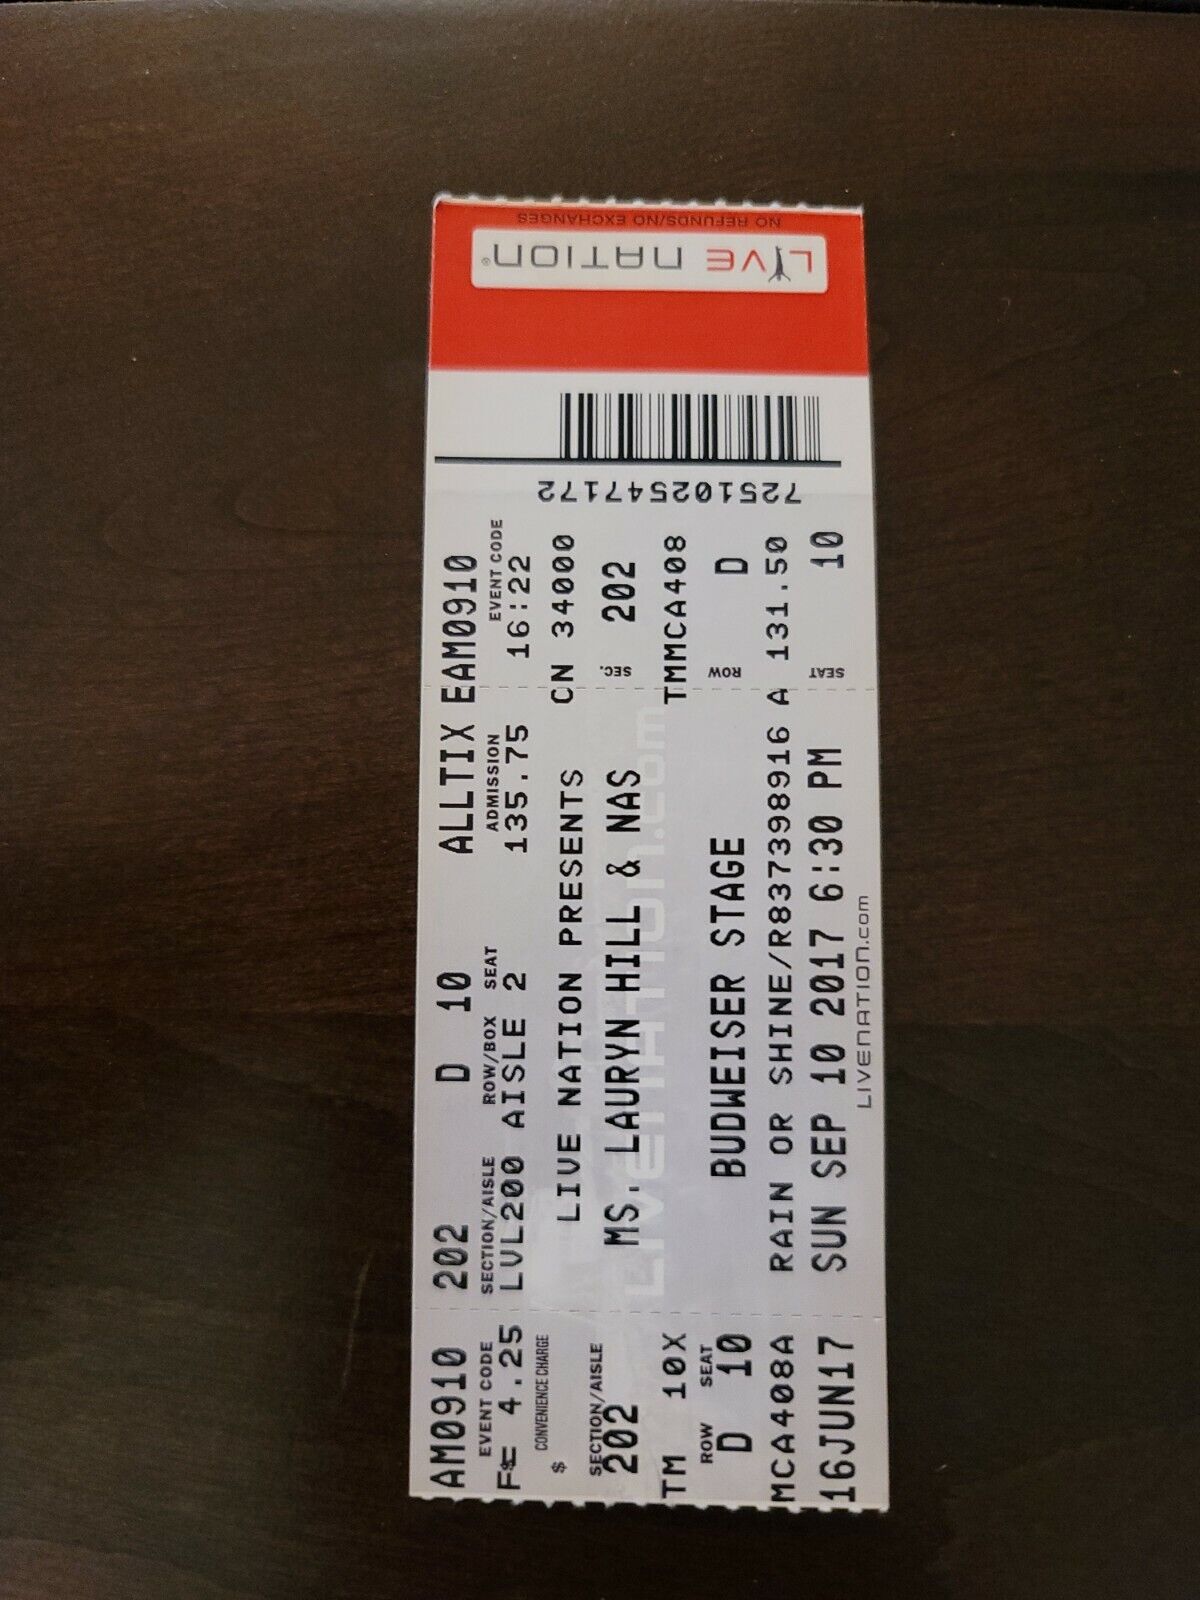 AM0910
EVENT CODE
F&= 4.25
CONVENIENCE CHARGE
$
SECTION/AISLE
202
TM 10X
ROW SEAT
D 10
MCA408A
16JUN17
202 D 10 ALLTIX EAM0910
SECTION/AISLE ROW/BOX SEAT ADMISSION EVENT CODE
LVL200 AISLE 2 135.75 16:22
LIVE NATION PRESENTS CN 34000
MS. LAURYN HILL & NAS
SEC. 202
TMMCA408
BUDWEISER STAGE
ROW D
RAIN OR SHINE/R837398916 A 131.50
SUN SEP 10 2017 6:30 PM
SEAT 10
LIVENATION.com
LIVENATION.com
725102547172
LIVE NATION®
NO REFUNDS/NO EXCHANGES